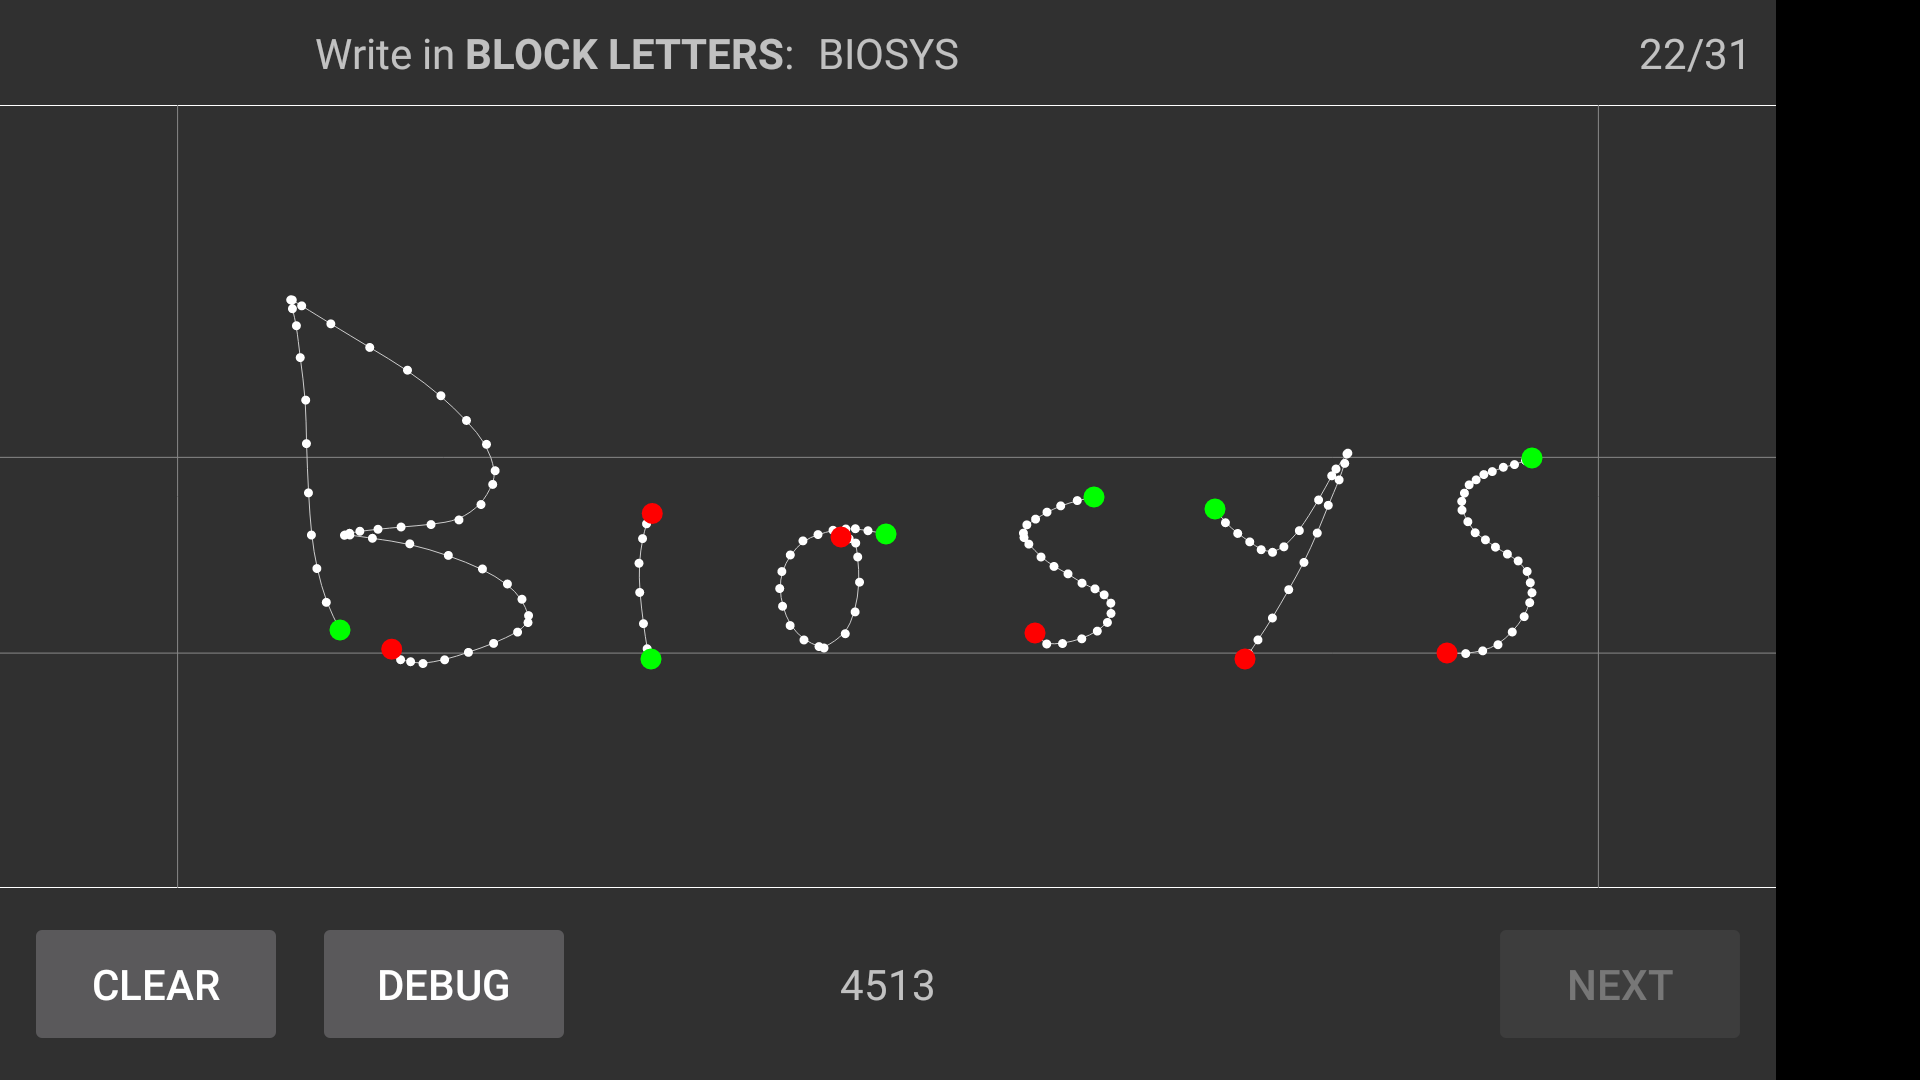 Write in BLOCK LETTERS: BIOSYS 22/31
BIOSYS
CLEAR DEBUG 4513 NEXT